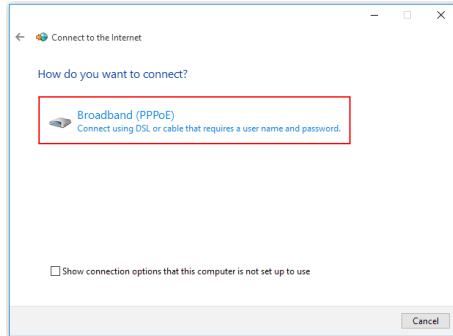 Connect to the Internet
How do you want to connect?
Broadband (PPPoE)
Connect using DSL or cable that requires a user name and password.
Show connection options that this computer is not set up to use
Cancel